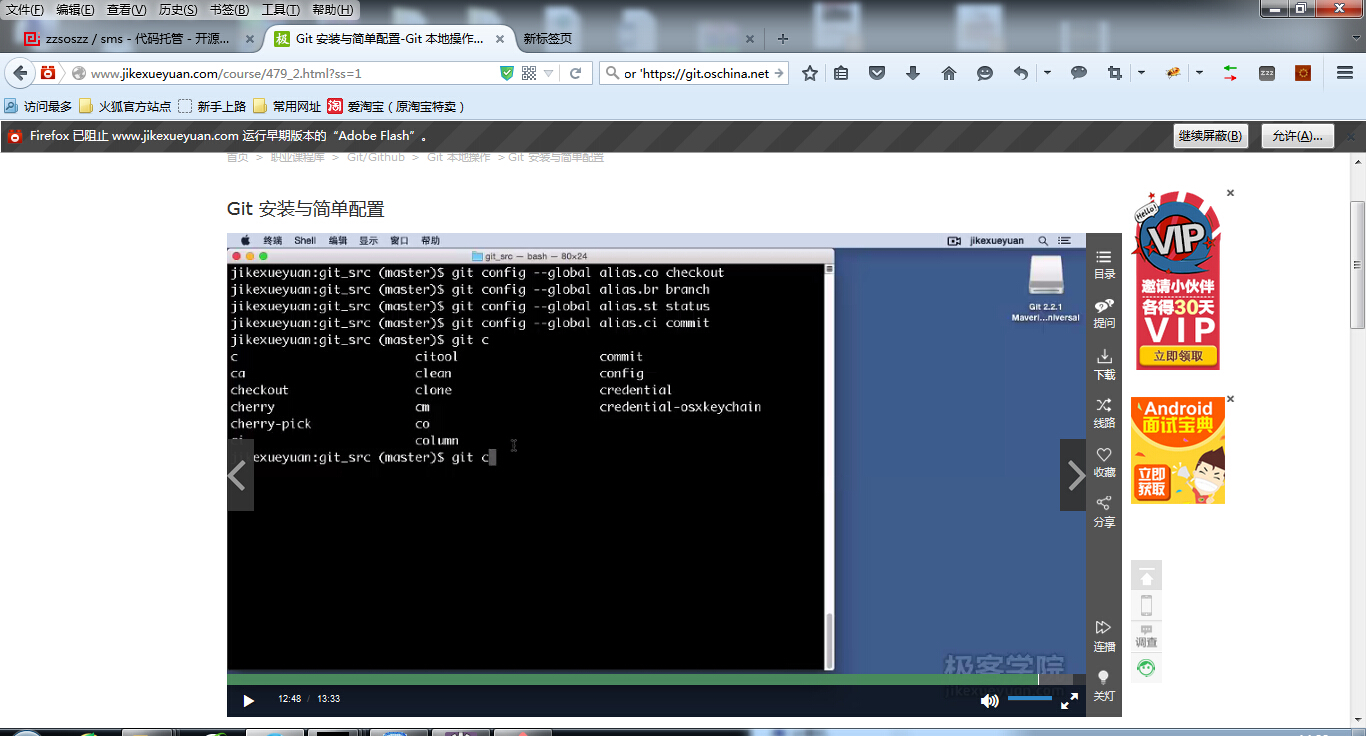 文件(F) 编辑(E) 查看(V) 历史(S) 书签(B) 工具(T) 帮助(H)
zzsoszz / sms - 代码托管 - 开源... × 极 Git 安装与简单配置-Git 本地操作... × 新标签页 × +
www.jikexueyuan.com/course/479_2.html?ss=1 or 'https://git.oschina.net
访问最多 火狐官方站点 新手上路 常用网址 淘 爱淘宝（原淘宝特卖）
Firefox 已阻止 www.jikexueyuan.com 运行早期版本的“Adobe Flash”。 继续屏蔽(B) 允许(A)...
首页 > 职业课程库 > Git/Github > Git 本地操作 > Git 安装与简单配置
Git 安装与简单配置
终端 Shell 编辑 显示 窗口 帮助 jikexueyuan
git_src — bash — 80×24
jikexueyuan:git_src (master)$ git config --global alias.co checkout
jikexueyuan:git_src (master)$ git config --global alias.br branch
jikexueyuan:git_src (master)$ git config --global alias.st status
jikexueyuan:git_src (master)$ git config --global alias.ci commit
jikexueyuan:git_src (master)$ git c
c citool commit
ca clean config
checkout clone credential
cherry cm credential-osxkeychain
cherry-pick co
column
jikexueyuan:git_src (master)$ git c
Git 2.2.1
Maveri...niversal
目录
提问
下载
线路
收藏
分享
连播
关灯
极客学院
jikexueyuan.com
12:48 / 13:33
Hello!
VIP
邀请小伙伴
各得30天
VIP
立即领取
Android
面试宝典
立即
获取
调查